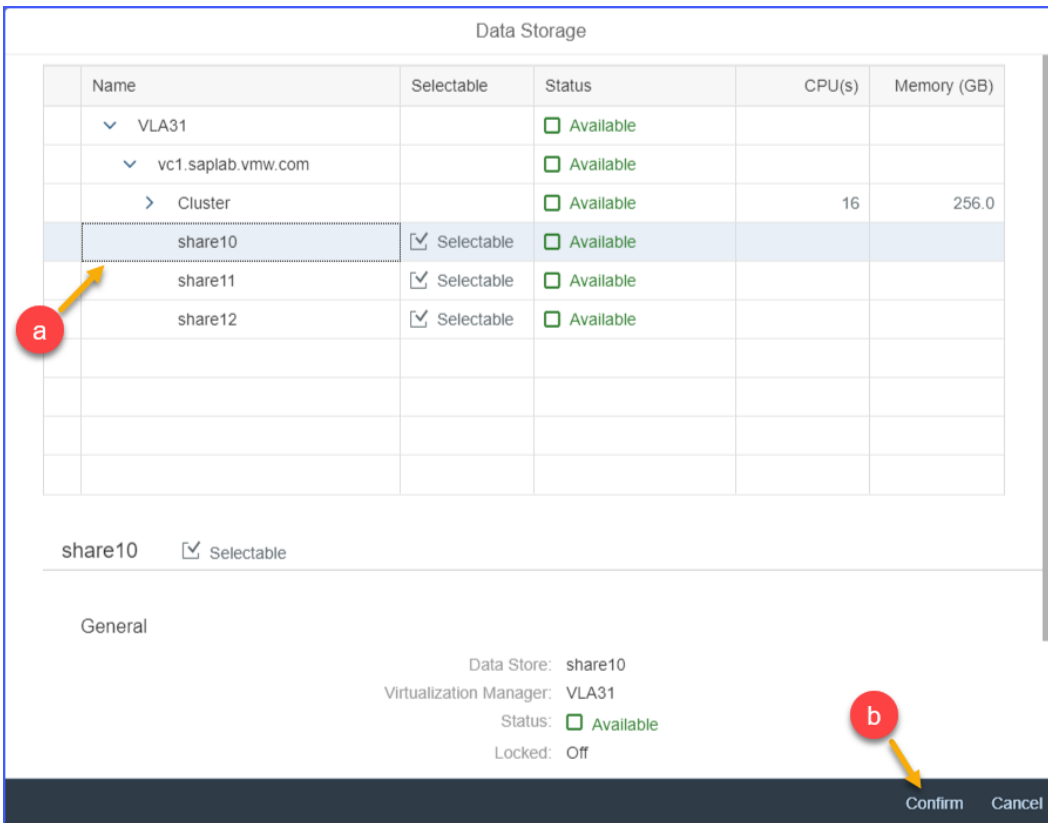 Data Storage
Name Selectable Status CPU(s) Memory (GB)
VLA31 Available
vc1.saplab.vmw.com Available
Cluster Available 16 256.0
share10 Selectable Available
share11 Selectable Available
a
share12 Selectable Available
share10 Selectable
General
Data Store: share10
Virtualization Manager: VLA31
Status: Available
b
Locked: Off
Confirm Cancel